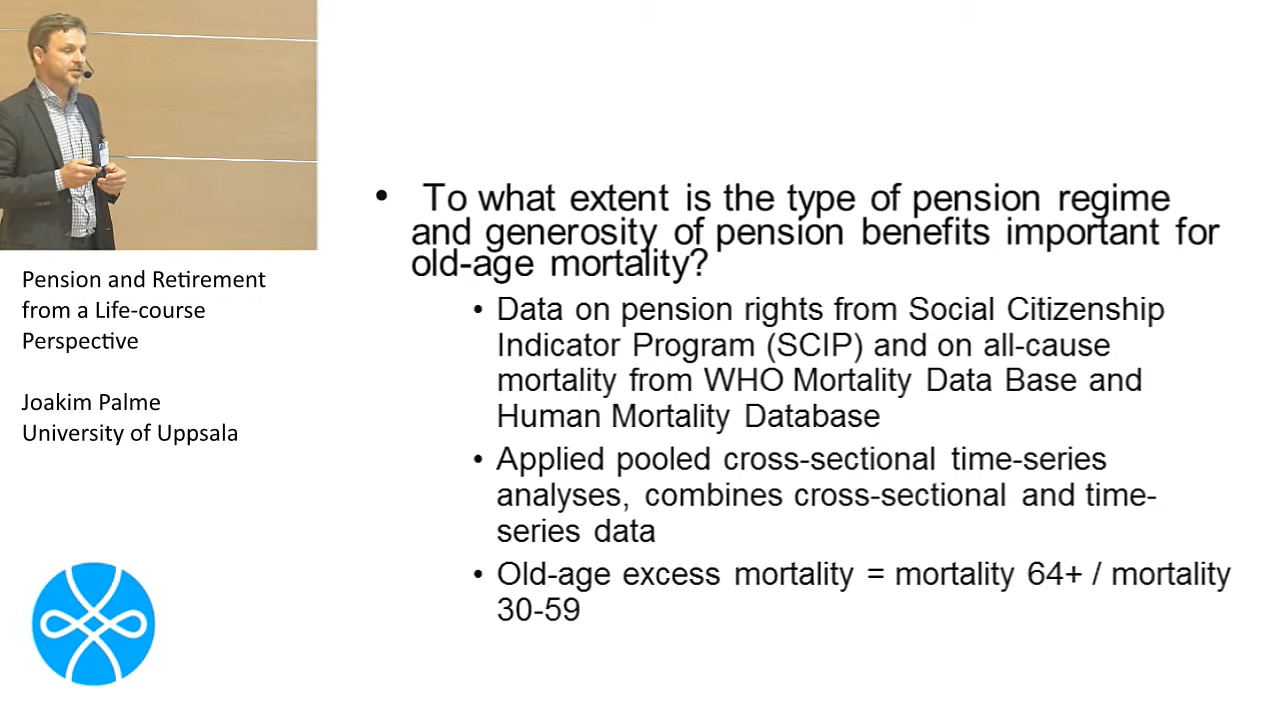 Pension and Retirement
from a Life-course
Perspective
Joakim Palme
University of Uppsala
• To what extent is the type of pension regime
and generosity of pension benefits important for
old-age mortality?
• Data on pension rights from Social Citizenship
Indicator Program (SCIP) and on all-cause
mortality from WHO Mortality Data Base and
Human Mortality Database
• Applied pooled cross-sectional time-series
analyses, combines cross-sectional and time-
series data
• Old-age excess mortality = mortality 64+ / mortality
30-59